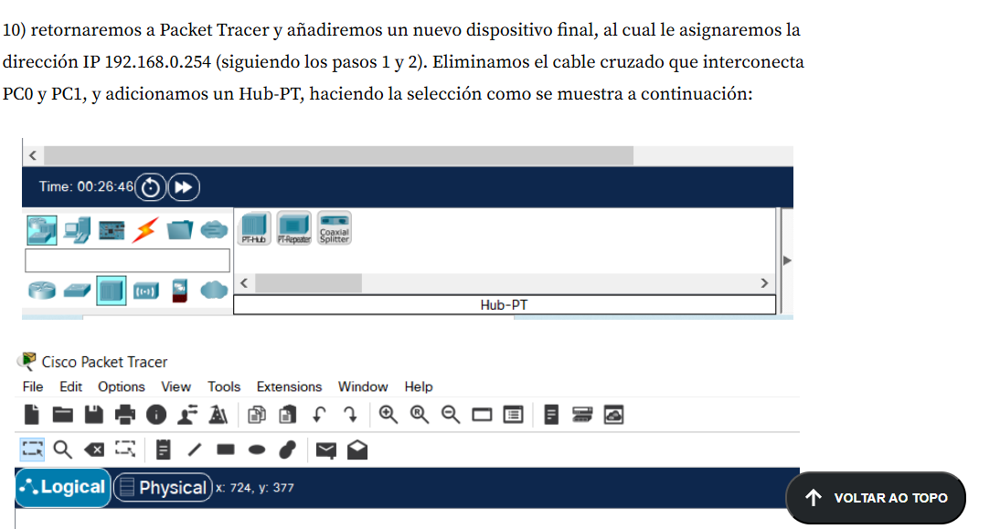 10) retornaremos a Packet Tracer y añadiremos un nuevo dispositivo final, al cual le asignaremos la
dirección IP 192.168.0.254 (siguiendo los pasos 1 y 2). Eliminamos el cable cruzado que interconecta
PC0 y PC1, y adicionamos un Hub-PT, haciendo la selección como se muestra a continuación:
Time: 00:26:46
PT-Hub PT-Repeater Coaxial
Splitter
Hub-PT
Cisco Packet Tracer
File Edit Options View Tools Extensions Window Help
Logical Physical x: 724, y: 377
VOLTAR AO TOPO